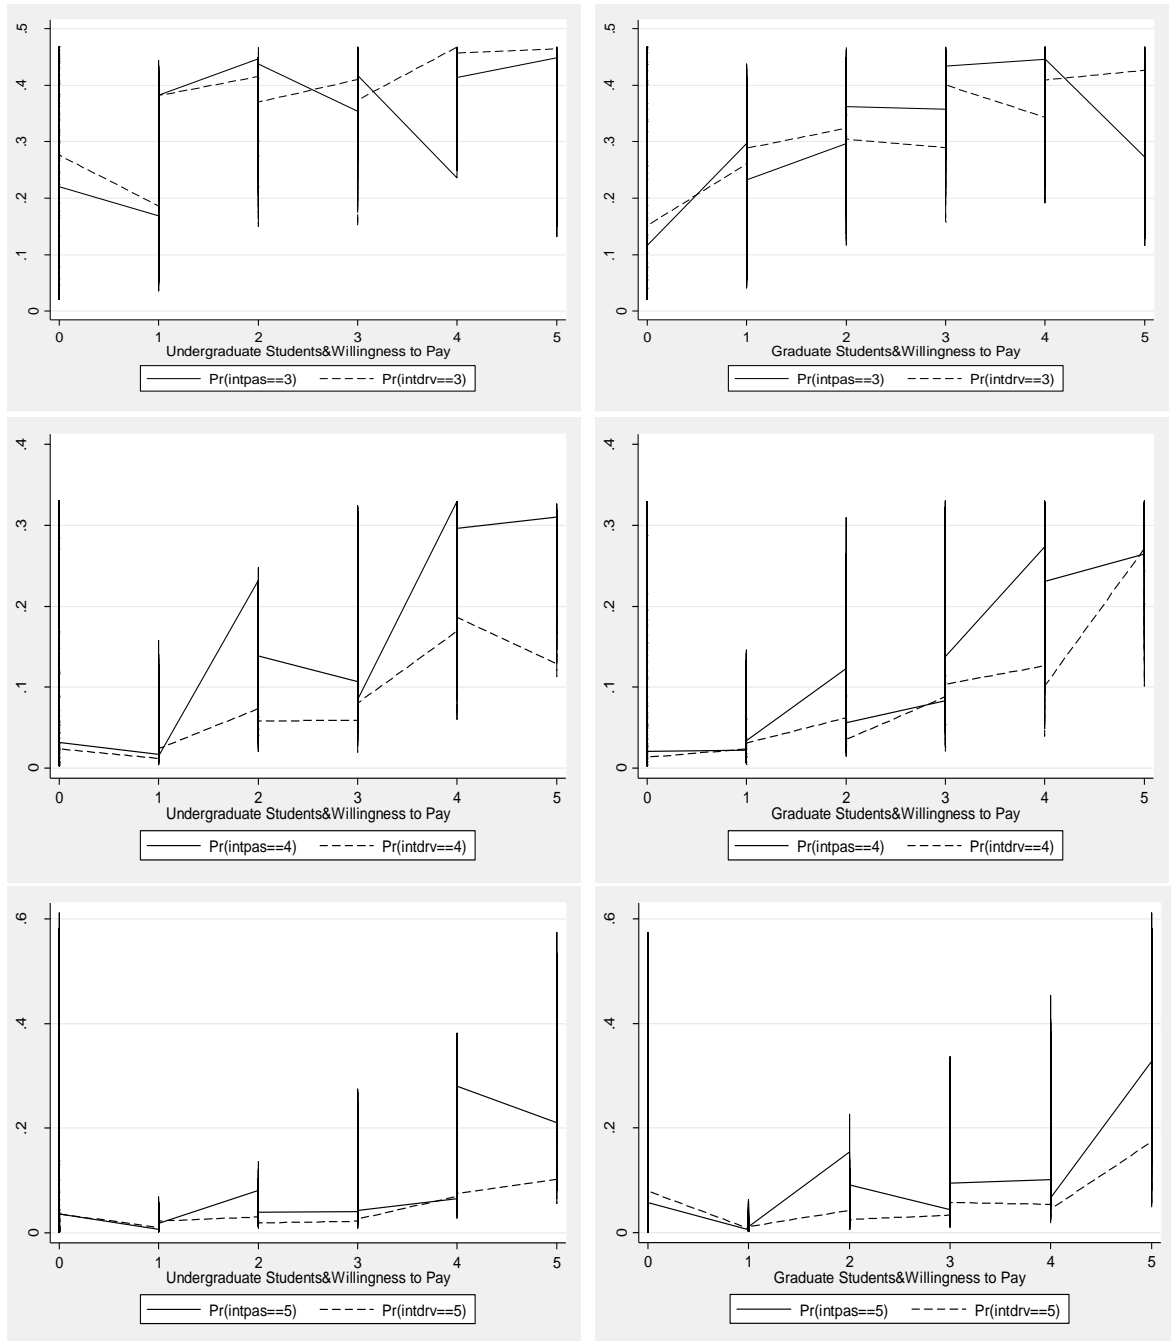 .5
.4
.3
.2
.1
0
0 1 2 3 4 5
Undergraduate Students&Willingness to Pay
Pr(intpas==3) Pr(intdrv==3)
.5
.4
.3
.2
.1
0
0 1 2 3 4 5
Graduate Students&Willingness to Pay
Pr(intpas==3) Pr(intdrv==3)
.4
.3
.2
.1
0
0 1 2 3 4 5
Undergraduate Students&Willingness to Pay
Pr(intpas==4) Pr(intdrv==4)
.4
.3
.2
.1
0
0 1 2 3 4 5
Graduate Students&Willingness to Pay
Pr(intpas==4) Pr(intdrv==4)
.6
.4
.2
0
0 1 2 3 4 5
Undergraduate Students&Willingness to Pay
Pr(intpas==5) Pr(intdrv==5)
.6
.4
.2
0
0 1 2 3 4 5
Graduate Students&Willingness to Pay
Pr(intpas==5) Pr(intdrv==5)